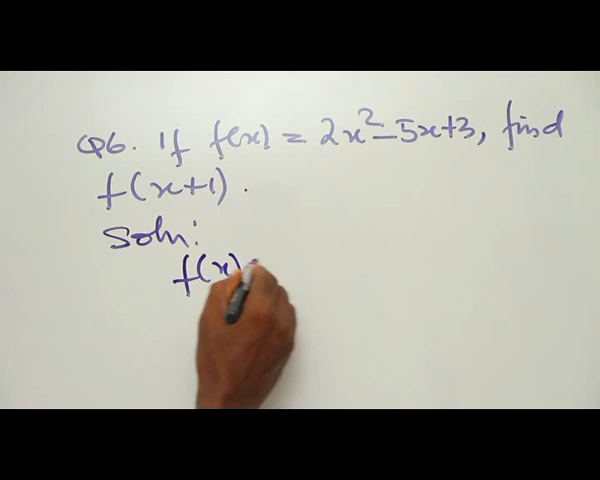 Q6. If f(x) = 2x² - 5x + 3, find
f(x+1).
Soln:
f(x)